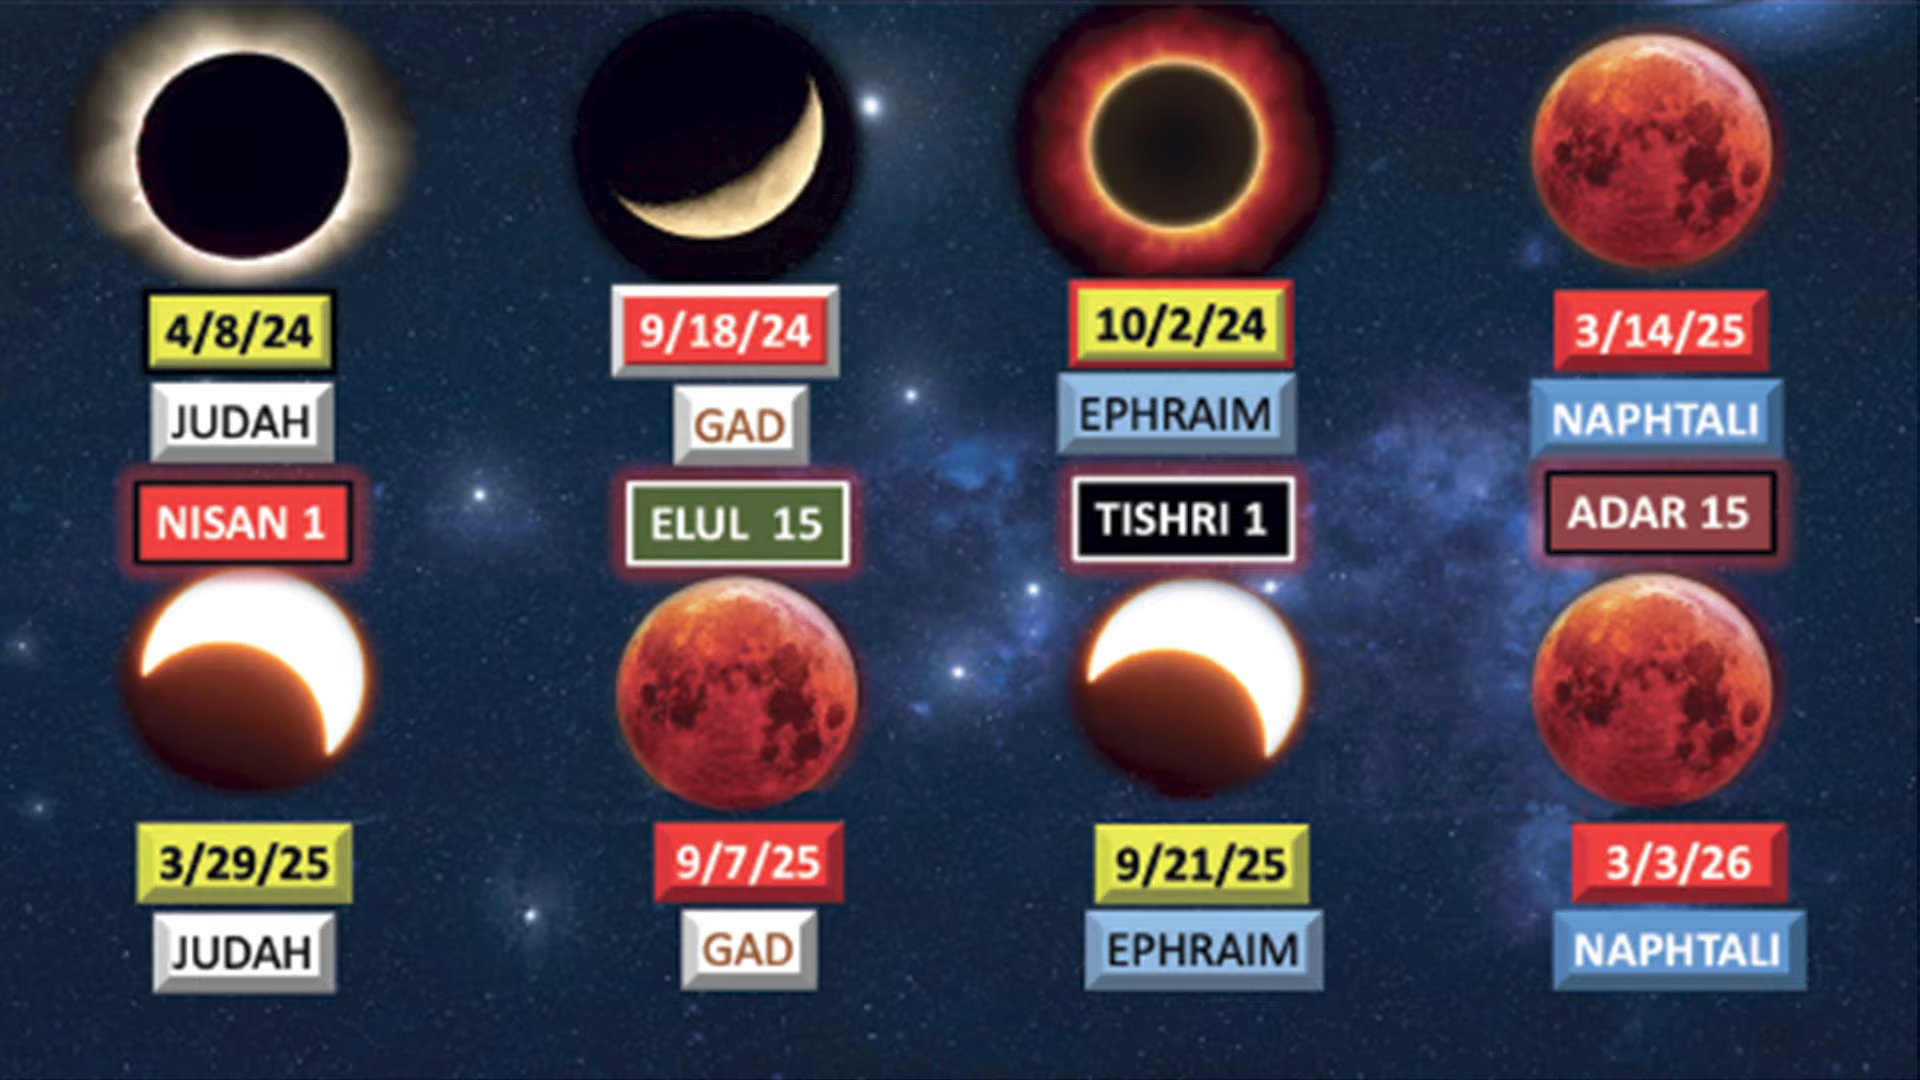 4/8/24 9/18/24 10/2/24 3/14/25
JUDAH GAD EPHRAIM NAPHTALI
NISAN 1 ELUL 15 TISHRI 1 ADAR 15
3/29/25 9/7/25 9/21/25 3/3/26
JUDAH GAD EPHRAIM NAPHTALI